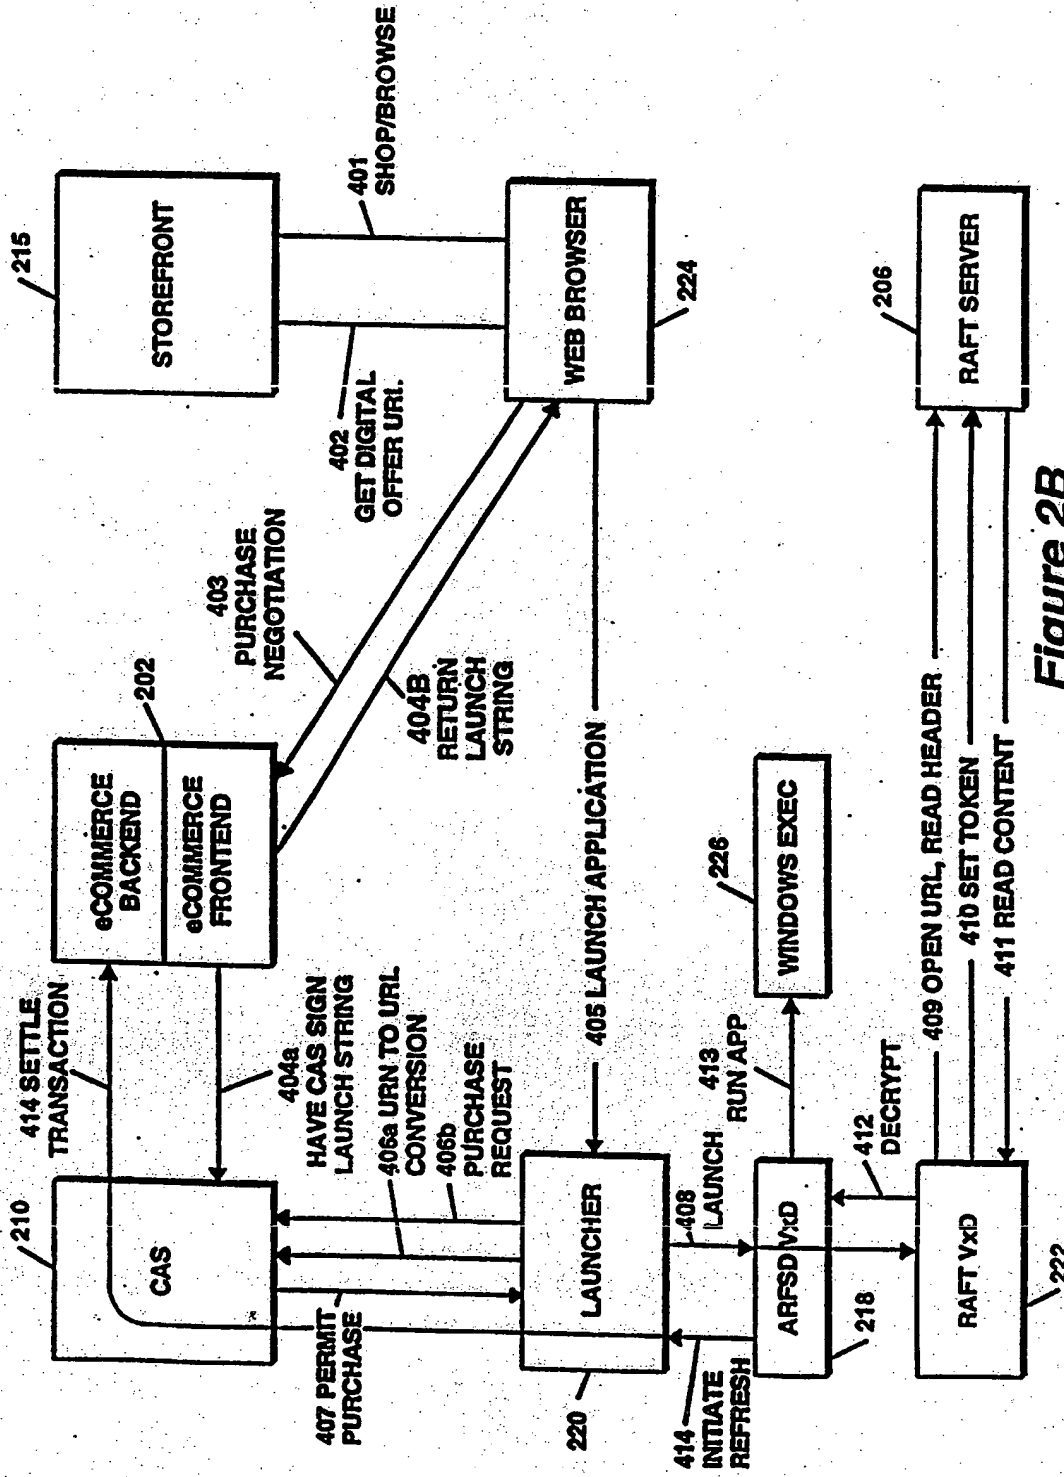 215
STOREFRONT
401
SHOP/BROWSE
402
GET DIGITAL
OFFER URL
WEB BROWSER
224
403
PURCHASE
NEGOTIATION
404B
RETURN
LAUNCH
STRING
202
eCOMMERCE
BACKEND
eCOMMERCE
FRONTEND
414 SETTLE
TRANSACTION
404a
HAVE CAS SIGN
LAUNCH STRING
210
CAS
406a URN TO URL
CONVERSION
406b
PURCHASE
REQUEST
407 PERMIT
PURCHASE
405 LAUNCH APPLICATION
LAUNCHER
220
408
LAUNCH
413
RUN APP
226
WINDOWS EXEC
414
INITIATE
REFRESH
ARFSD VxD
218
412
DECRYPT
RAFT VxD
222
409 OPEN URL, READ HEADER
410 SET TOKEN
411 READ CONTENT
206
RAFT SERVER
Figure 2B